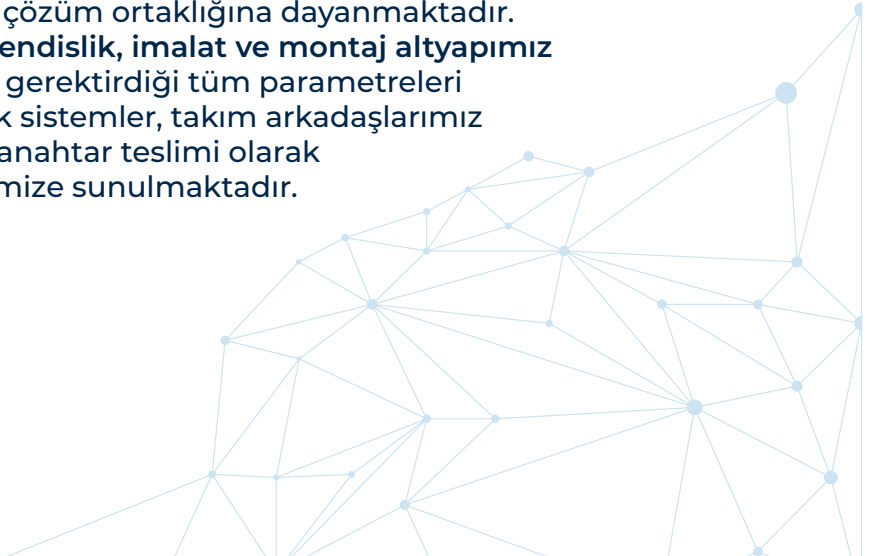 çözüm ortaklığına dayanmaktadır.
endislik, imalat ve montaj altyapımız
gerektirdiği tüm parametreleri
k sistemler, takım arkadaşlarımız
anahtar teslimi olarak
mize sunulmaktadır.